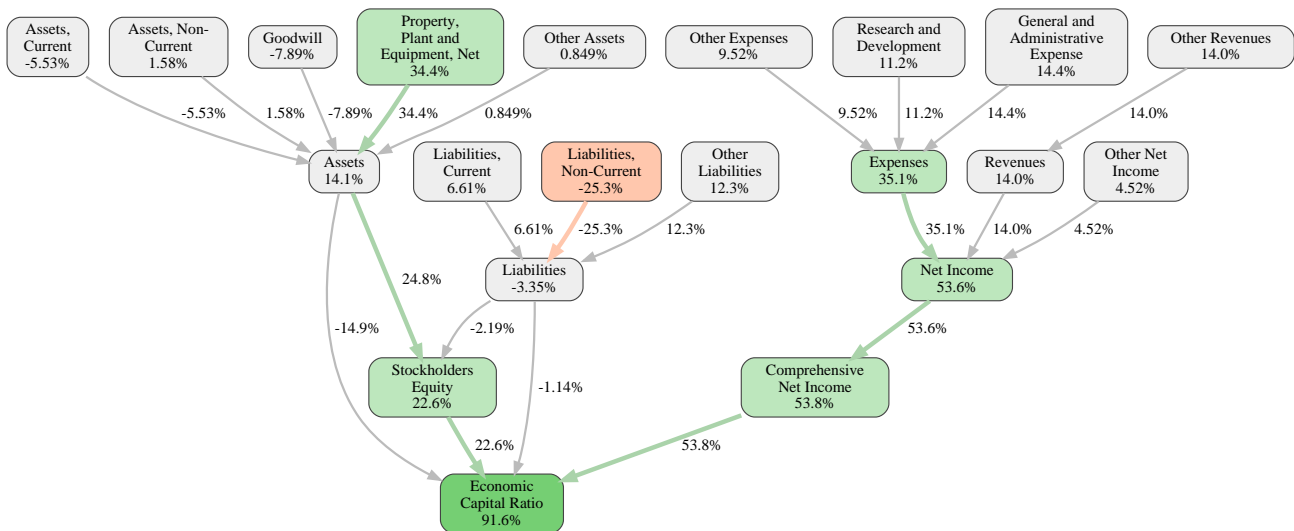 Assets,
Current
-5.53%
Assets, Non-
Current
1.58%
Goodwill
-7.89%
Property,
Plant and
Equipment, Net
34.4%
Other Assets
0.849%
Other Expenses
9.52%
Research and
Development
11.2%
General and
Administrative
Expense
14.4%
Other Revenues
14.0%
-5.53%
1.58%
-7.89%
34.4%
0.849%
9.52%
11.2%
14.4%
14.0%
Assets
14.1%
Liabilities,
Current
6.61%
Liabilities,
Non-Current
-25.3%
Other
Liabilities
12.3%
Expenses
35.1%
Revenues
14.0%
Other Net
Income
4.52%
6.61%
-25.3%
12.3%
35.1%
14.0%
4.52%
Liabilities
-3.35%
Net Income
53.6%
24.8%
-14.9%
-2.19%
53.6%
Stockholders
Equity
22.6%
-1.14%
Comprehensive
Net Income
53.8%
22.6%
53.8%
Economic
Capital Ratio
91.6%